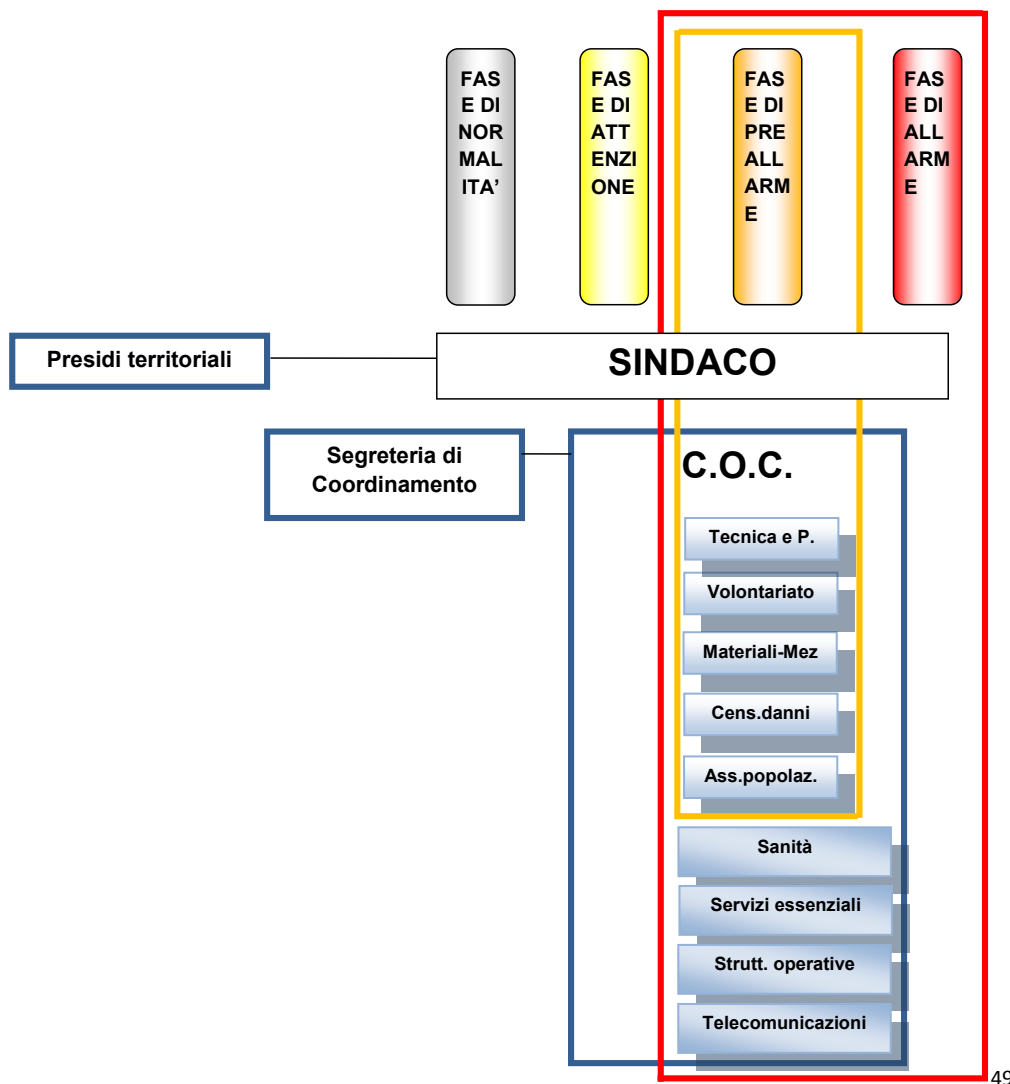 FAS
E DI
NOR
MAL
ITA’
FAS
E DI
ATT
ENZI
ONE
FAS
E DI
PRE
ALL
ARM
E
FAS
E DI
ALL
ARM
E
Presidi territoriali
SINDACO
Segreteria di
Coordinamento
C.O.C.
Tecnica e P.
Volontariato
Materiali-Mez
Cens.danni
Ass.popolaz.
Sanità
Servizi essenziali
Strutt. operative
Telecomunicazioni
49